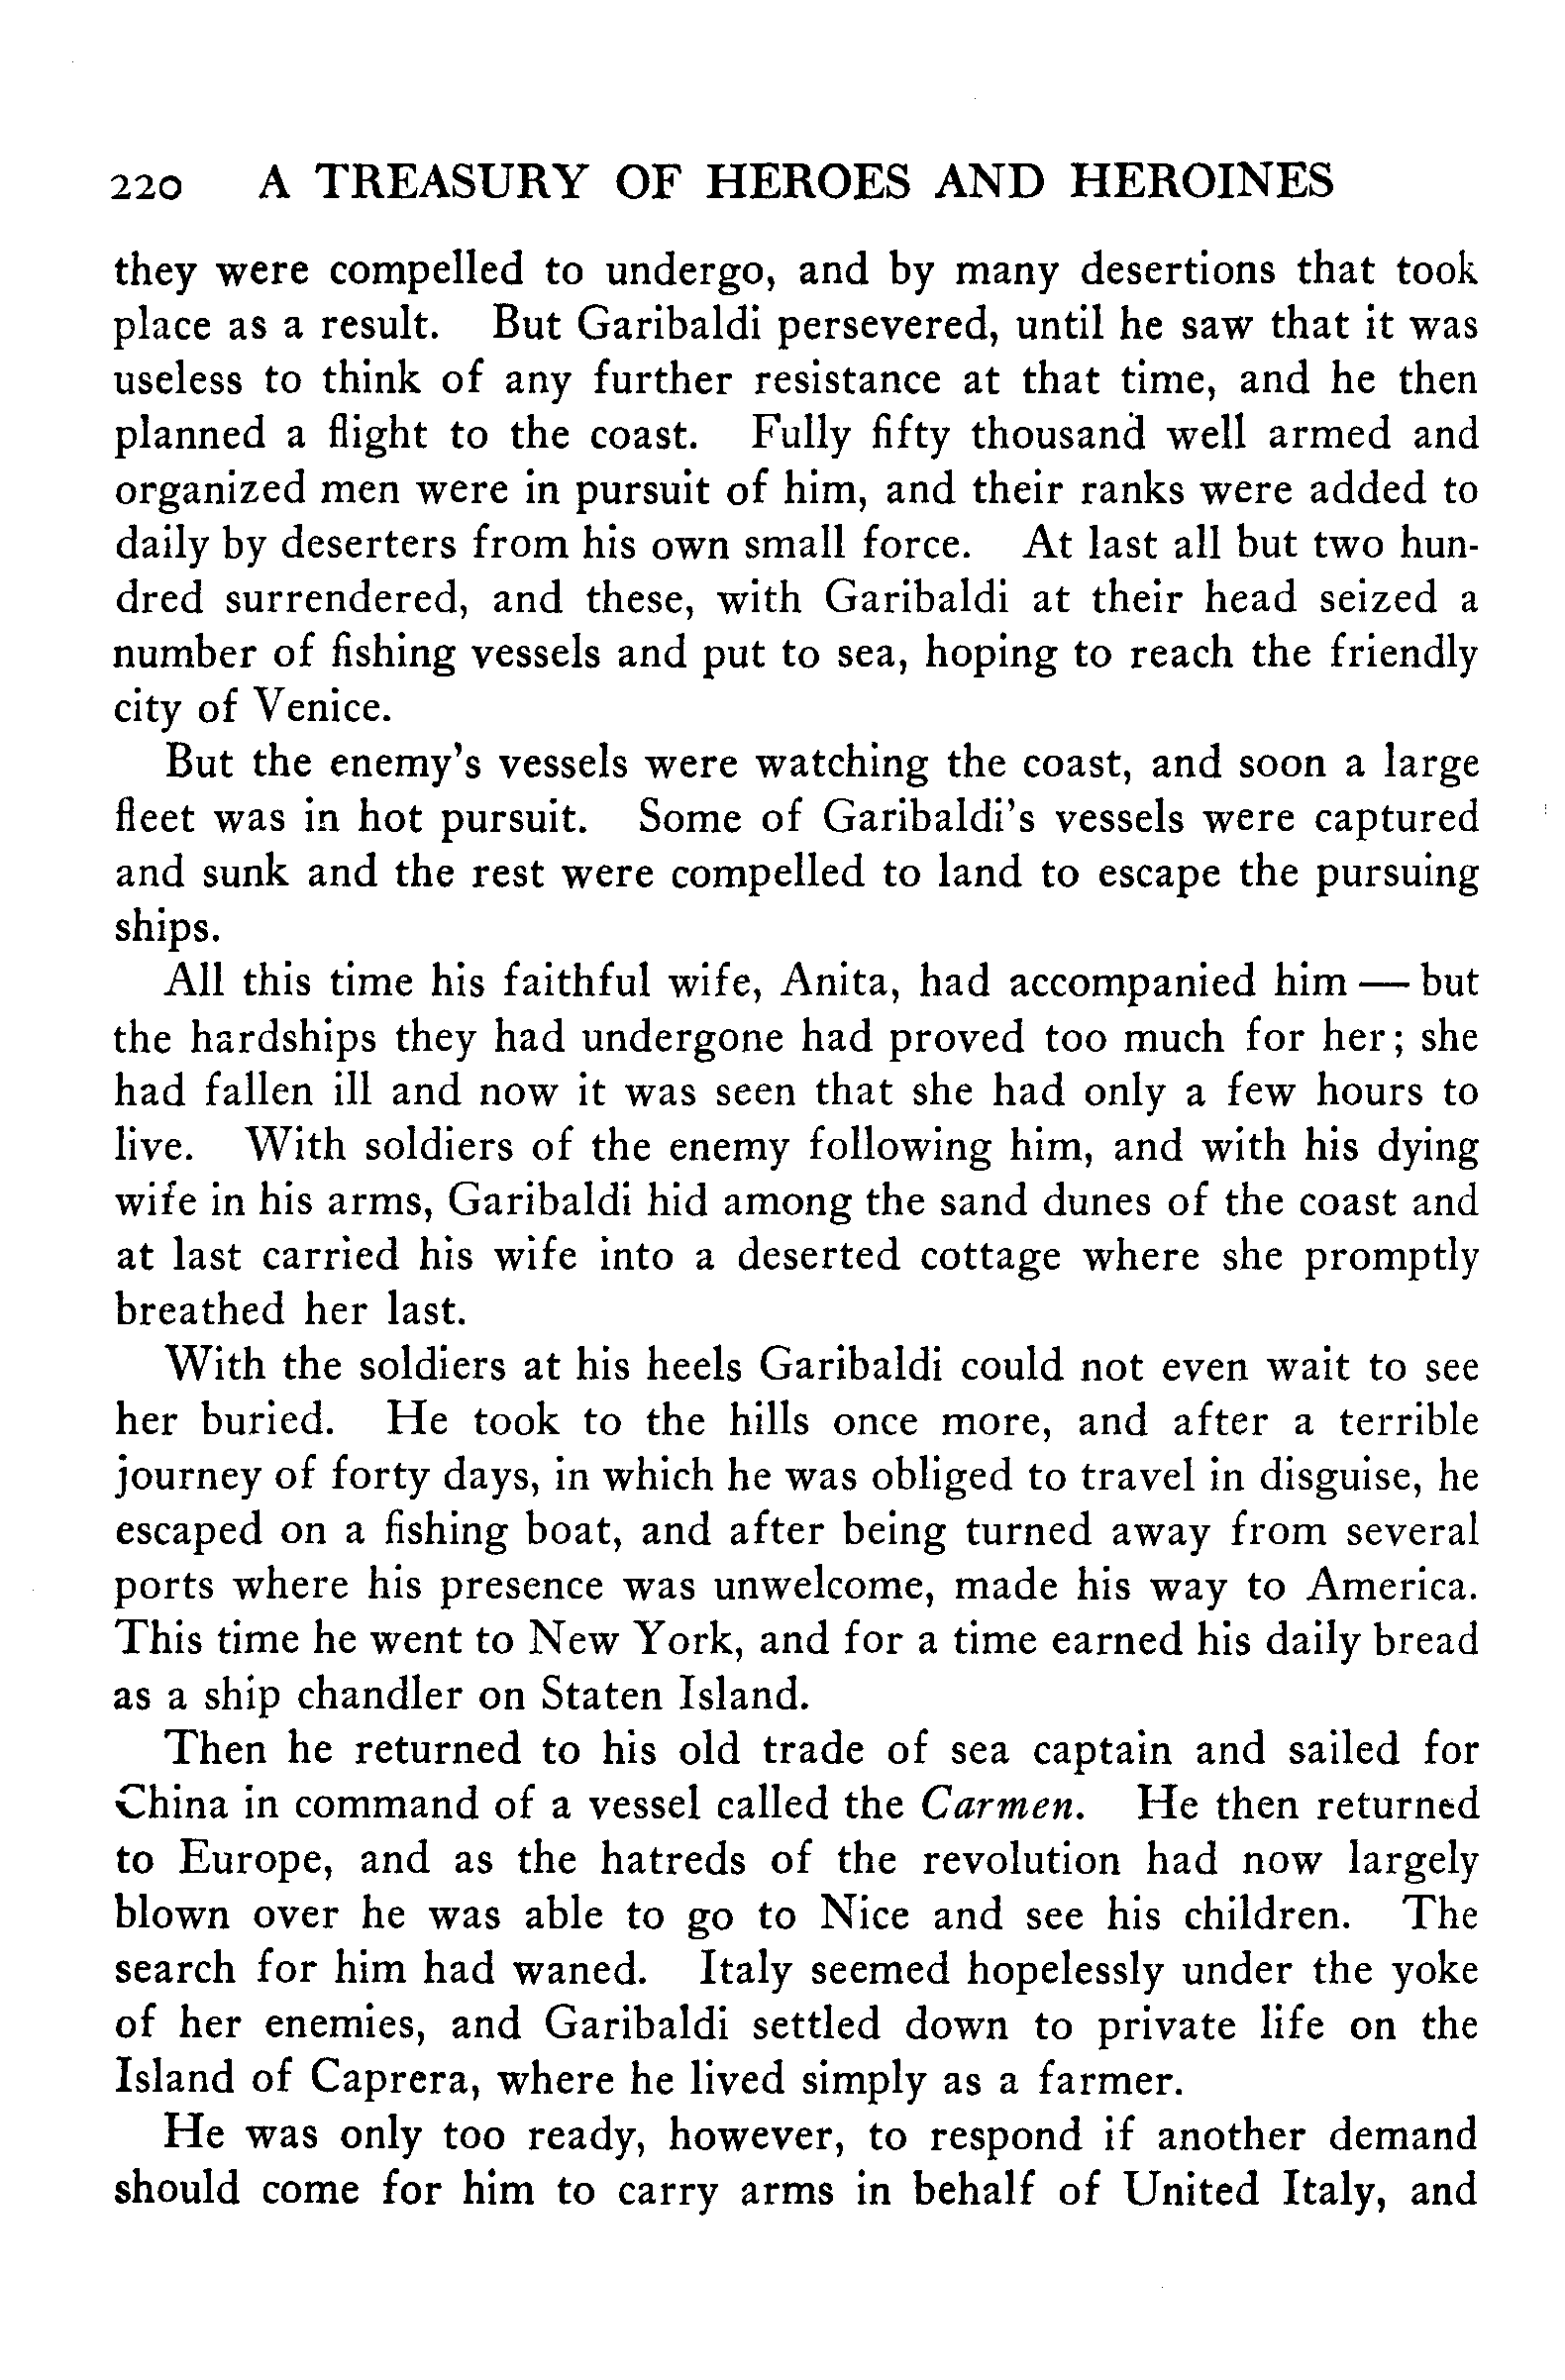 220 A TREASURY OF HEROES AND HEROINES
they were compelled to undergo, and by many desertions that took
place as a result. But Garibaldi persevered, until he saw that it was
useless to think of any further resistance at that time, and he then
planned a flight to the coast. Fully fifty thousand well armed and
organized men were in pursuit of him, and their ranks were added to
daily by deserters from his own small force. At last all but two hun-
dred surrendered, and these, with Garibaldi at their head seized a
number of fishing vessels and put to sea, hoping to reach the friendly
city of Venice.
But the enemy's vessels were watching the coast, and soon a large
fleet was in hot pursuit. Some of Garibaldi's vessels were captured
and sunk and the rest were compelled to land to escape the pursuing
ships.
All this time his faithful wife, Anita, had accompanied him — but
the hardships they had undergone had proved too much for her; she
had fallen ill and now it was seen that she had only a few hours to
live. With soldiers of the enemy following him, and with his dying
wife in his arms, Garibaldi hid among the sand dunes of the coast and
at last carried his wife into a deserted cottage where she promptly
breathed her last.
With the soldiers at his heels Garibaldi could not even wait to see
her buried. He took to the hills once more, and after a terrible
journey of forty days, in which he was obliged to travel in disguise, he
escaped on a fishing boat, and after being turned away from several
ports where his presence was unwelcome, made his way to America.
This time he went to New York, and for a time earned his daily bread
as a ship chandler on Staten Island.
Then he returned to his old trade of sea captain and sailed for
China in command of a vessel called the Carmen. He then returned
to Europe, and as the hatreds of the revolution had now largely
blown over he was able to go to Nice and see his children. The
search for him had waned. Italy seemed hopelessly under the yoke
of her enemies, and Garibaldi settled down to private life on the
Island of Caprera, where he lived simply as a farmer.
He was only too ready, however, to respond if another demand
should come for him to carry arms in behalf of United Italy, and